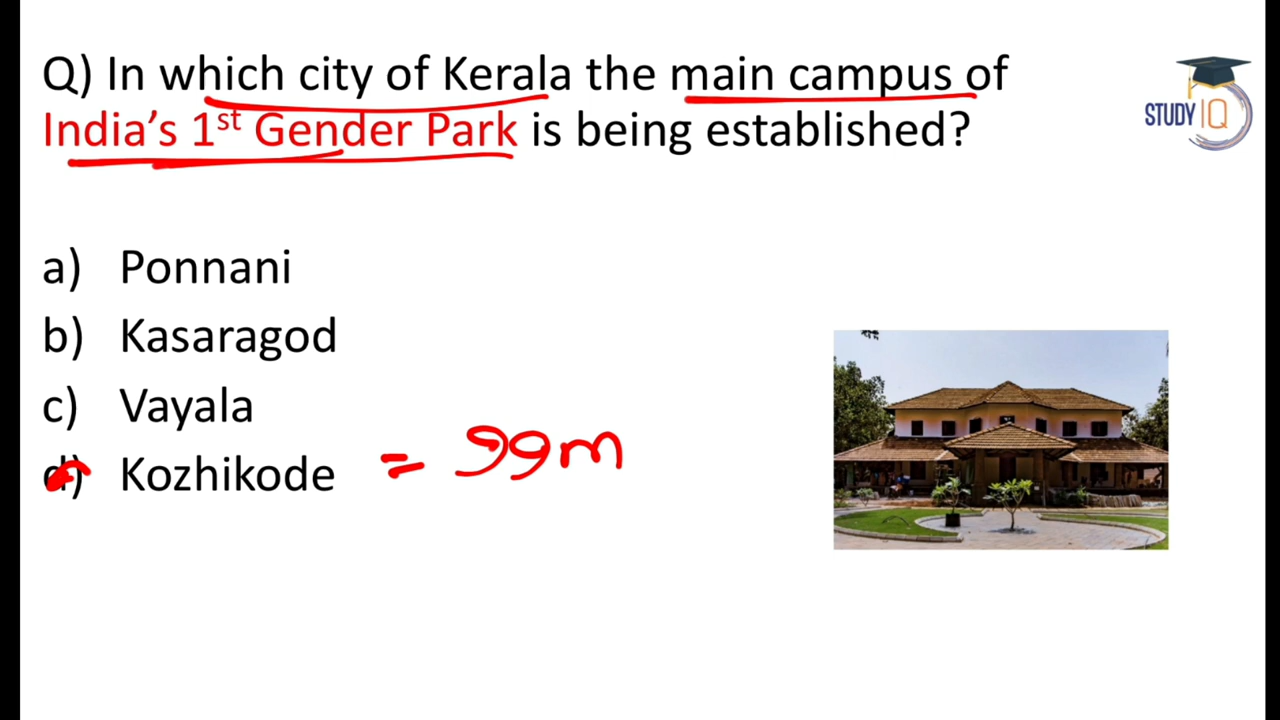 Q) In which city of Kerala the main campus of
India's 1st Gender Park is being established?
STUDY IQ
a) Ponnani
b) Kasaragod
c) Vayala
d) Kozhikode =